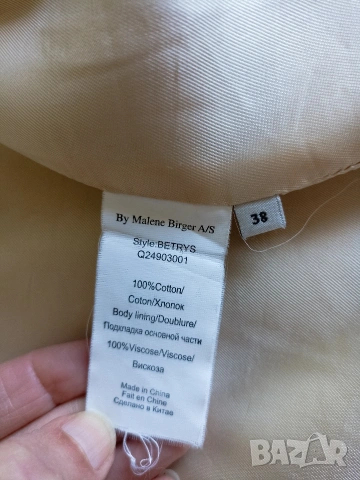 By Malene Birger A/S
38
Style:BETRYS
Q24903001
100%Cotton/
Coton/Хлопок
Body lining/Doublure/
Подкладка основной части
100%Viscose/Viscose/
Вискоза
Made in China
Fait en Chine
Сделано в Китае
BAZAR